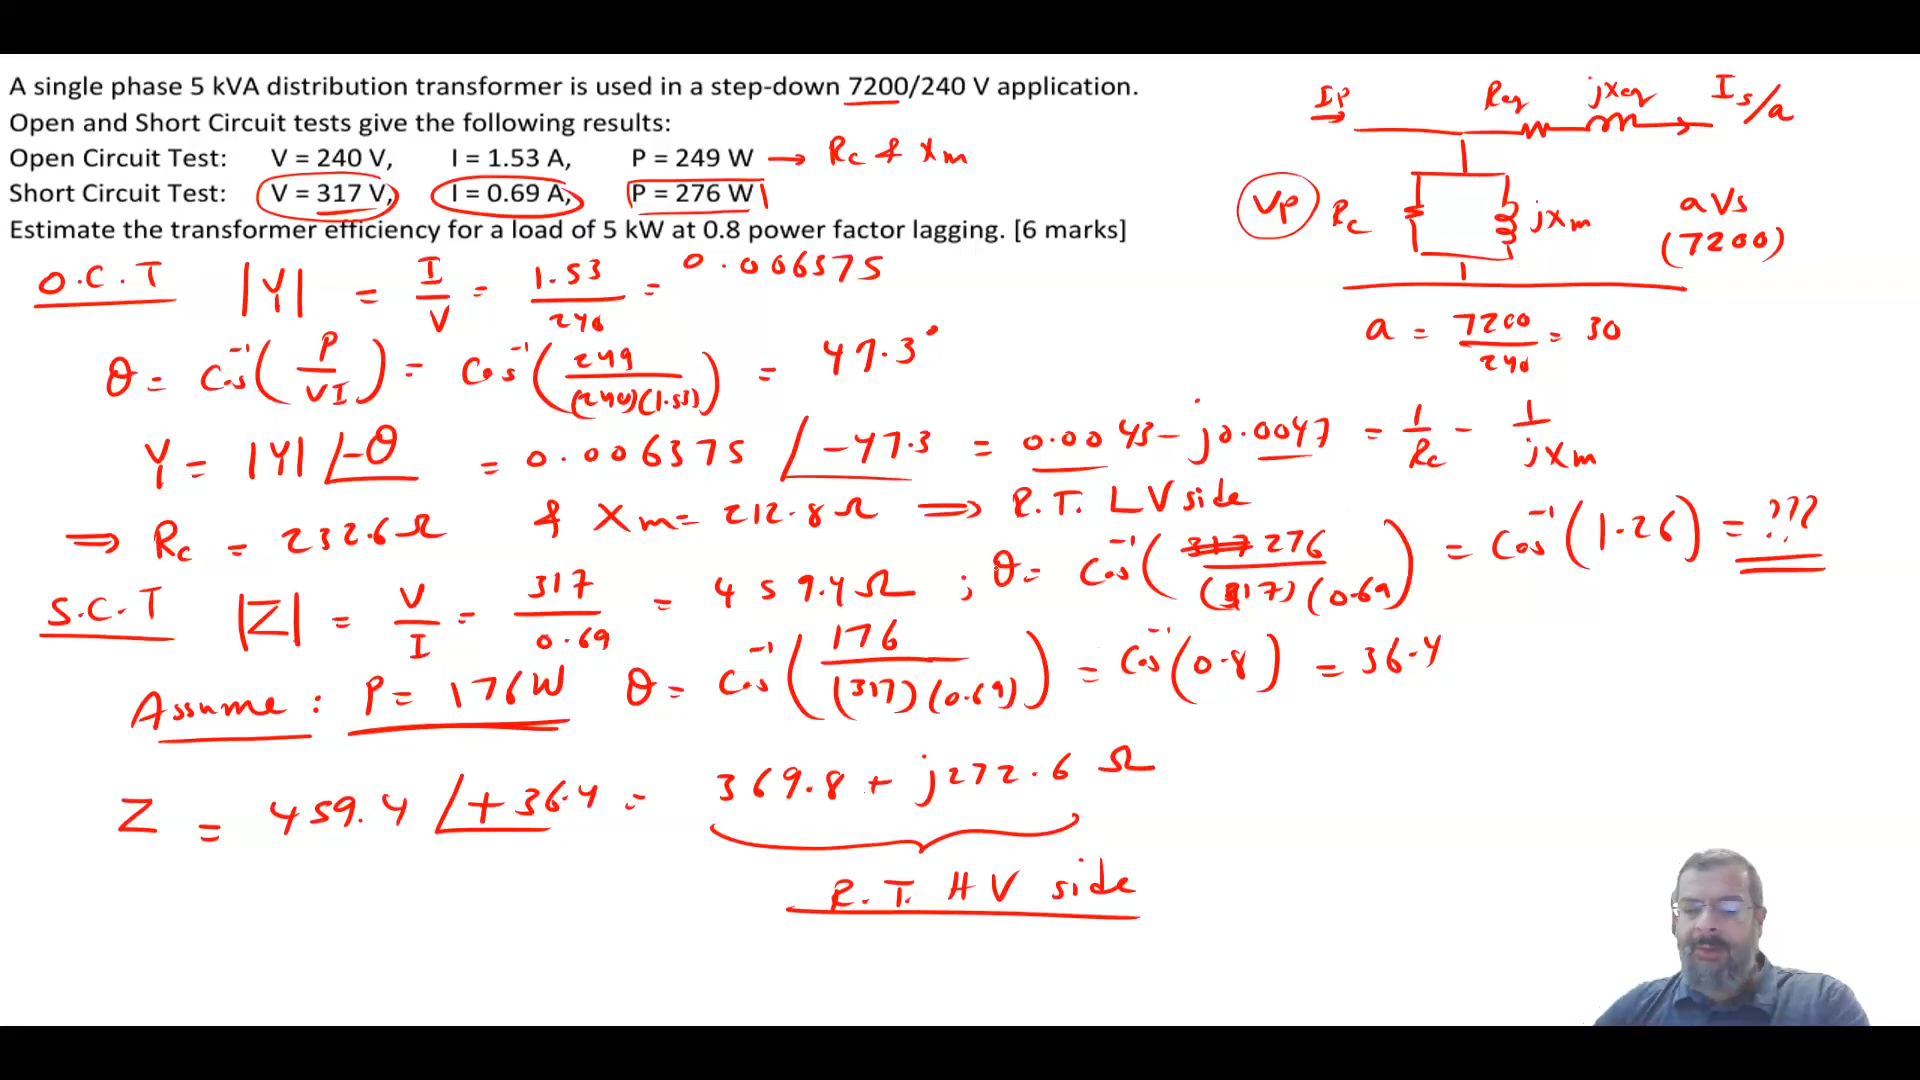 A single phase 5 kVA distribution transformer is used in a step-down 7200/240 V application.
Open and Short Circuit tests give the following results:
Open Circuit Test: V = 240 V, I = 1.53 A, P = 249 W → Rc & Xm
Short Circuit Test: V = 317 V, I = 0.69 A, P = 276 W
Estimate the transformer efficiency for a load of 5 kW at 0.8 power factor lagging. [6 marks]
Ip Req jXeq Is/a
Vp Rc jXm aVs
(7200)
a = 7200/240 = 30
O.C.T |Y| = I/V = 1.53/240 = 0.006375
θ = Cos⁻¹(P/VI) = Cos⁻¹(249/(240)(1.53)) = 47.3°
Y = |Y| ∠-θ = 0.006375 ∠-47.3 = 0.0043 - j0.0047 = 1/Rc - 1/jXm
⇒ Rc = 232.6Ω & Xm = 212.8Ω ⇒ R.T. LV side
S.C.T |Z| = V/I = 317/0.69 = 459.4Ω ; θ = Cos⁻¹(317 276/(317)(0.69)) = Cos⁻¹(1.26) = ???
Assume : P = 176W θ = Cos⁻¹(176/(317)(0.69)) = Cos⁻¹(0.8) = 36.4
Z = 459.4 ∠+36.4 = 369.8 + j272.6 Ω
R.T. HV side